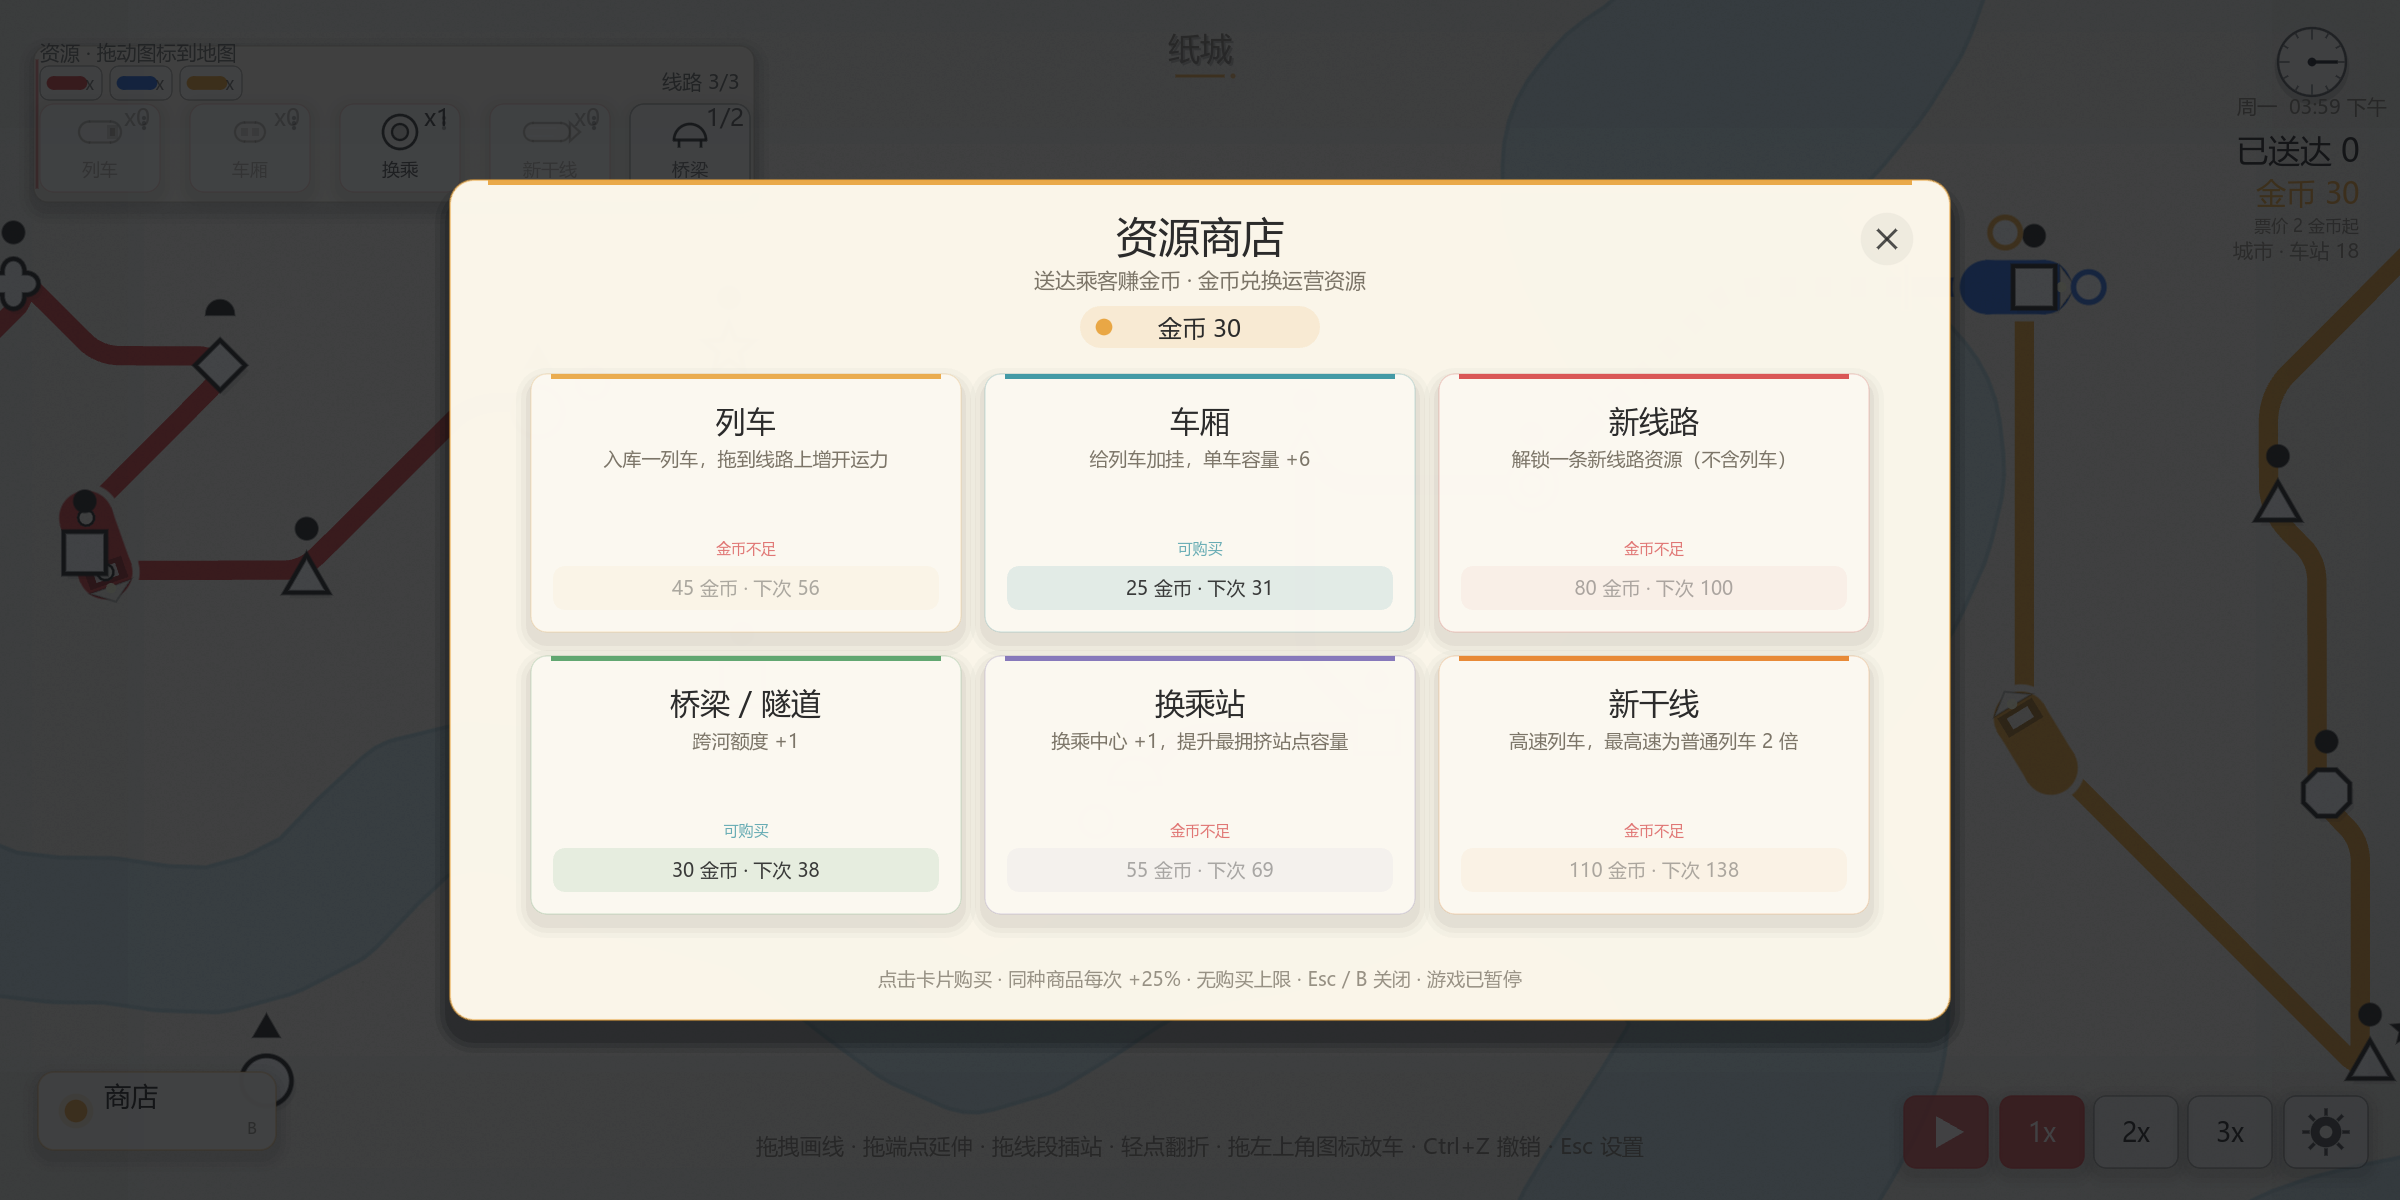 资源 · 拖动图标到地图
x
x
x
线路 3/3
x0
列车
x0
车厢
x1
换乘
x0
新干线
1/2
桥梁
纸城
周一 03:59 下午
已送达 0
金币 30
票价 2 金币起
城市 · 车站 18
资源商店
送达乘客赚金币 · 金币兑换运营资源
金币 30
列车
入库一列车，拖到线路上增开运力
金币不足
45 金币 · 下次 56
车厢
给列车加挂，单车容量 +6
可购买
25 金币 · 下次 31
新线路
解锁一条新线路资源（不含列车）
金币不足
80 金币 · 下次 100
桥梁 / 隧道
跨河额度 +1
可购买
30 金币 · 下次 38
换乘站
换乘中心 +1，提升最拥挤站点容量
金币不足
55 金币 · 下次 69
新干线
高速列车，最高速为普通列车 2 倍
金币不足
110 金币 · 下次 138
点击卡片购买 · 同种商品每次 +25% · 无购买上限 · Esc / B 关闭 · 游戏已暂停
商店
B
拖拽画线 · 拖端点延伸 · 拖线段插站 · 轻点翻折 · 拖左上角图标放车 · Ctrl+Z 撤销 · Esc 设置
1x
2x
3x